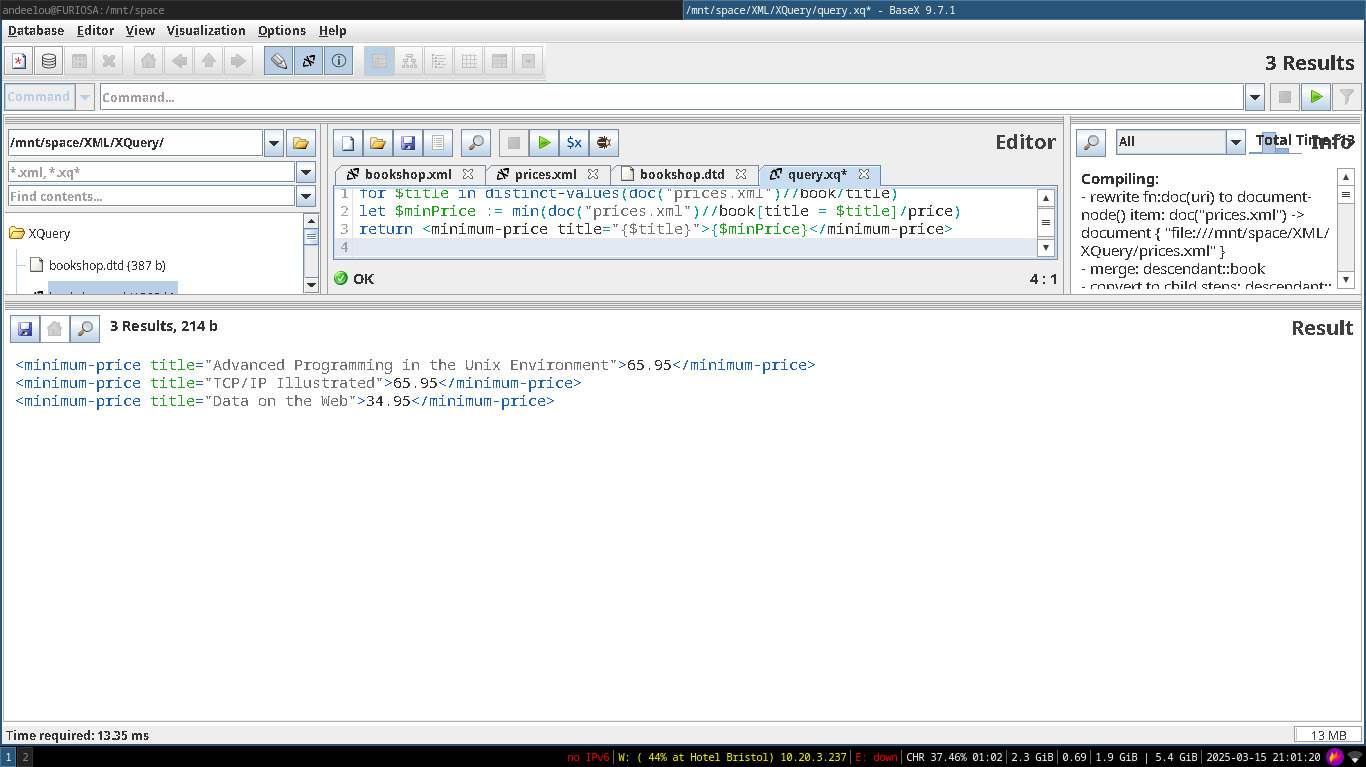 andeelou@FURIOSA:/mnt/space
/mnt/space/XML/XQuery/query.xq* - BaseX 9.7.1
Database Editor View Visualization Options Help
3 Results
Command Command...
/mnt/space/XML/XQuery/
Editor
All
Total Time
Info
*.xml, *.xq*
bookshop.xml prices.xml bookshop.dtd query.xq*
Find contents...
1 for $title in distinct-values(doc("prices.xml")//book/title)
2 let $minPrice := min(doc("prices.xml")//book[title = $title]/price)
3 return <minimum-price title="{$title}">{$minPrice}</minimum-price>
4
XQuery
bookshop.dtd (387 b)
OK
4 : 1
Compiling:
- rewrite fn:doc(uri) to document-
node() item: doc("prices.xml") ->
document { "file:///mnt/space/XML/
XQuery/prices.xml" }
- merge: descendant::book
- convert to child steps: descendant::
3 Results, 214 b
Result
<minimum-price title="Advanced Programming in the Unix Environment">65.95</minimum-price>
<minimum-price title="TCP/IP Illustrated">65.95</minimum-price>
<minimum-price title="Data on the Web">34.95</minimum-price>
Time required: 13.35 ms
13 MB
1 2
no IPv6 | W: ( 44% at Hotel Bristol) 10.20.3.237 | E: down | CHR 37.46% 01:02 | 2.3 GiB | 0.69 | 1.9 GiB | 5.4 GiB | 2025-03-15 21:01:20